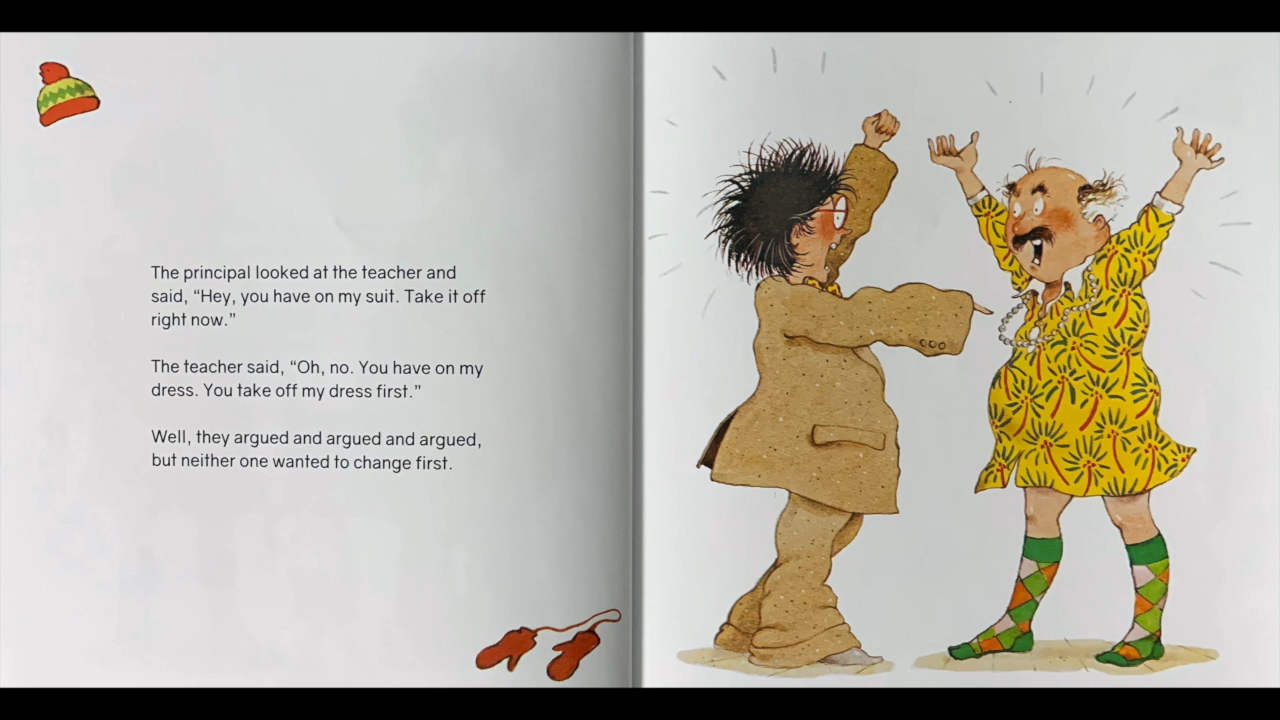 The principal looked at the teacher and
said, “Hey, you have on my suit. Take it off
right now.”
The teacher said, “Oh, no. You have on my
dress. You take off my dress first.”
Well, they argued and argued and argued,
but neither one wanted to change first.